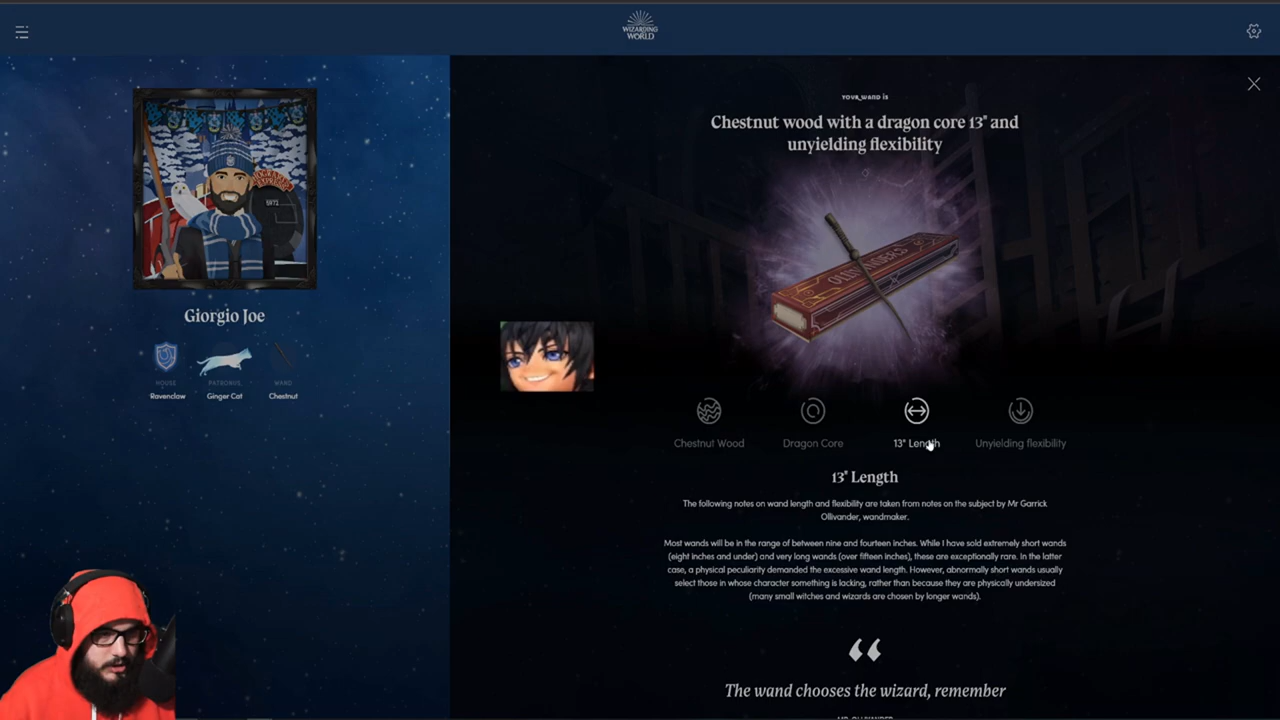 WIZARDING
WORLD
YOUR WAND IS
Chestnut wood with a dragon core 13" and
unyielding flexibility
HOGWARTS
5972
OLLIVANDERS
Giorgio Joe
HOUSE
PATRONUS
WAND
Ravenclaw
Ginger Cat
Chestnut
Chestnut Wood
Dragon Core
13" Length
Unyielding flexibility
13" Length
The following notes on wand length and flexibility are taken from notes on the subject by Mr Garrick
Ollivander, wandmaker.
Most wands will be in the range of between nine and fourteen inches. While I have sold extremely short wands
(eight inches and under) and very long wands (over fifteen inches), these are exceptionally rare. In the latter
case, a physical peculiarity demanded the excessive wand length. However, abnormally short wands usually
select those in whose character something is lacking, rather than because they are physically undersized
(many small witches and wizards are chosen by longer wands).
“
The wand chooses the wizard, remember
MR OLLIVANDER